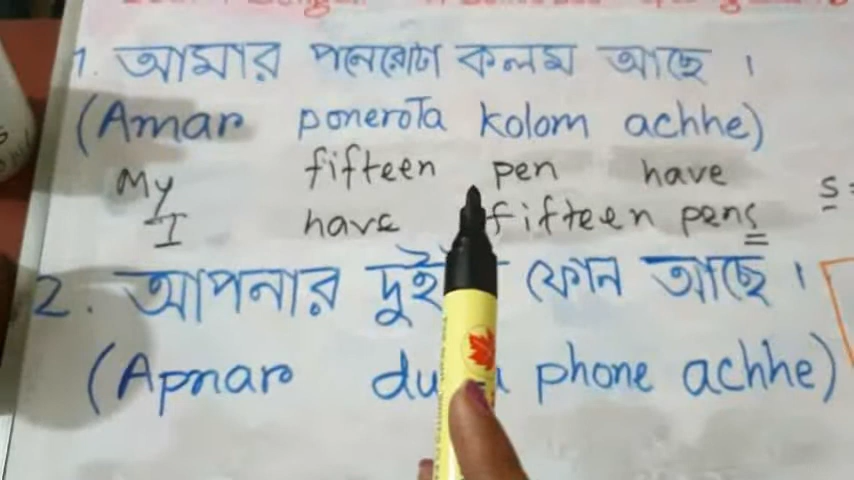 1. আমার পনেরোটা কলম আছে ।
(Amar ponerota kolom achhe)
My fifteen pen have
I have fifteen pens
2. আপনার ফোন আছে ।
(Apnar phone achhe)